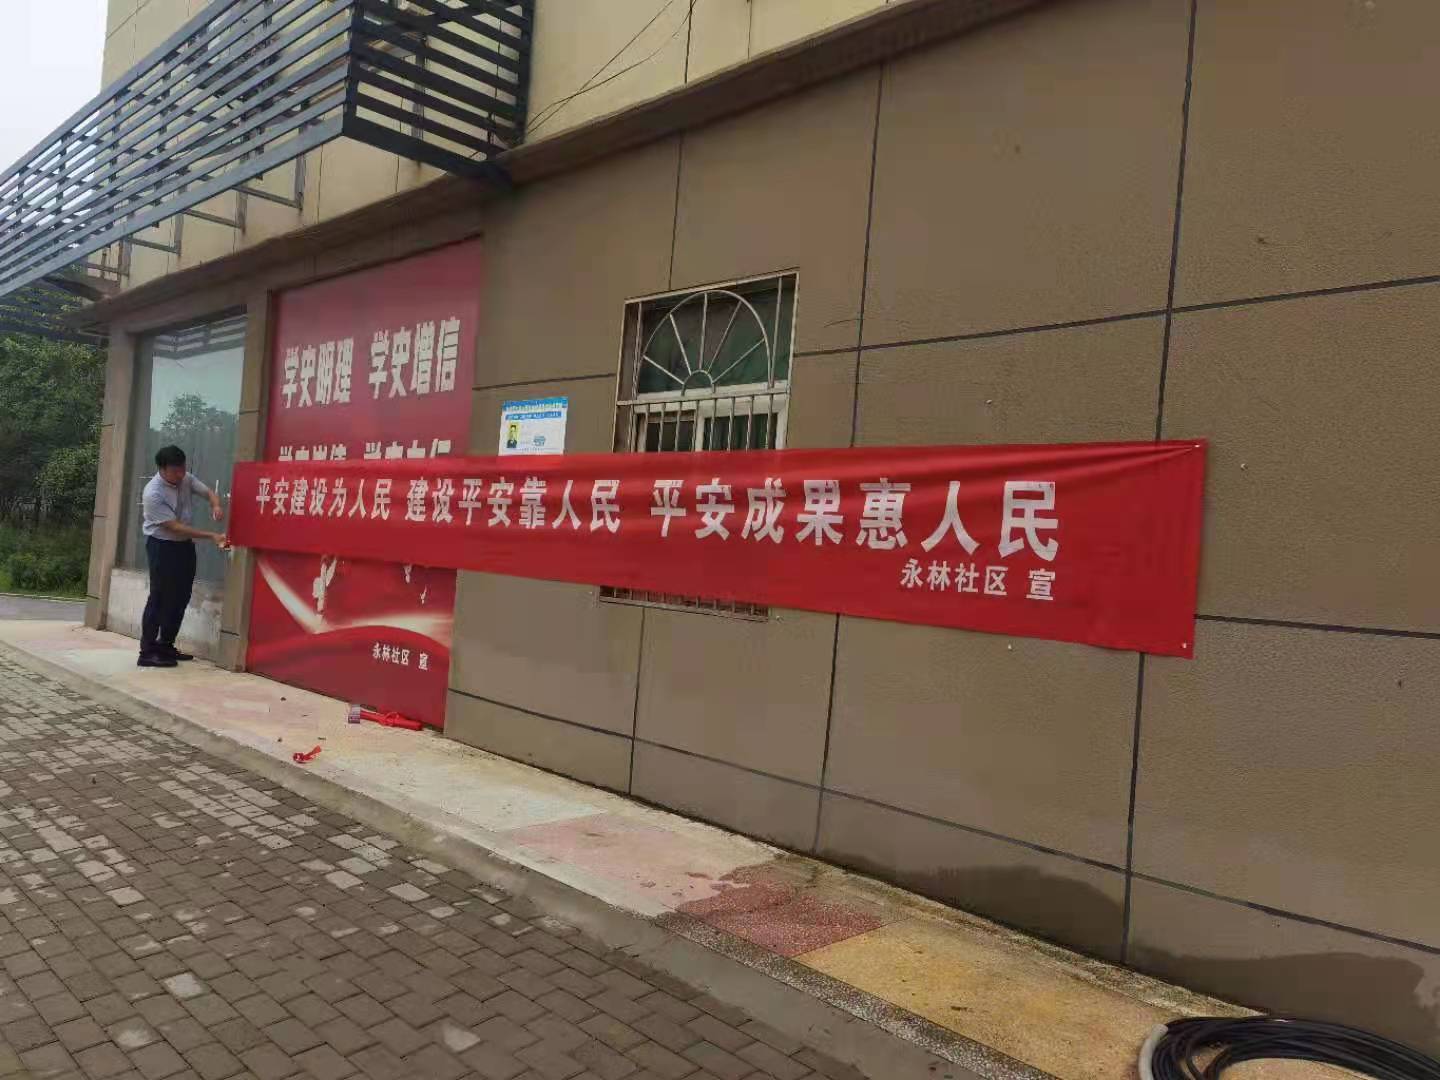 学史明理 学史增信
平安建设为人民 建设平安靠人民 平安成果惠人民
永林社区 宣
永林社区 宣